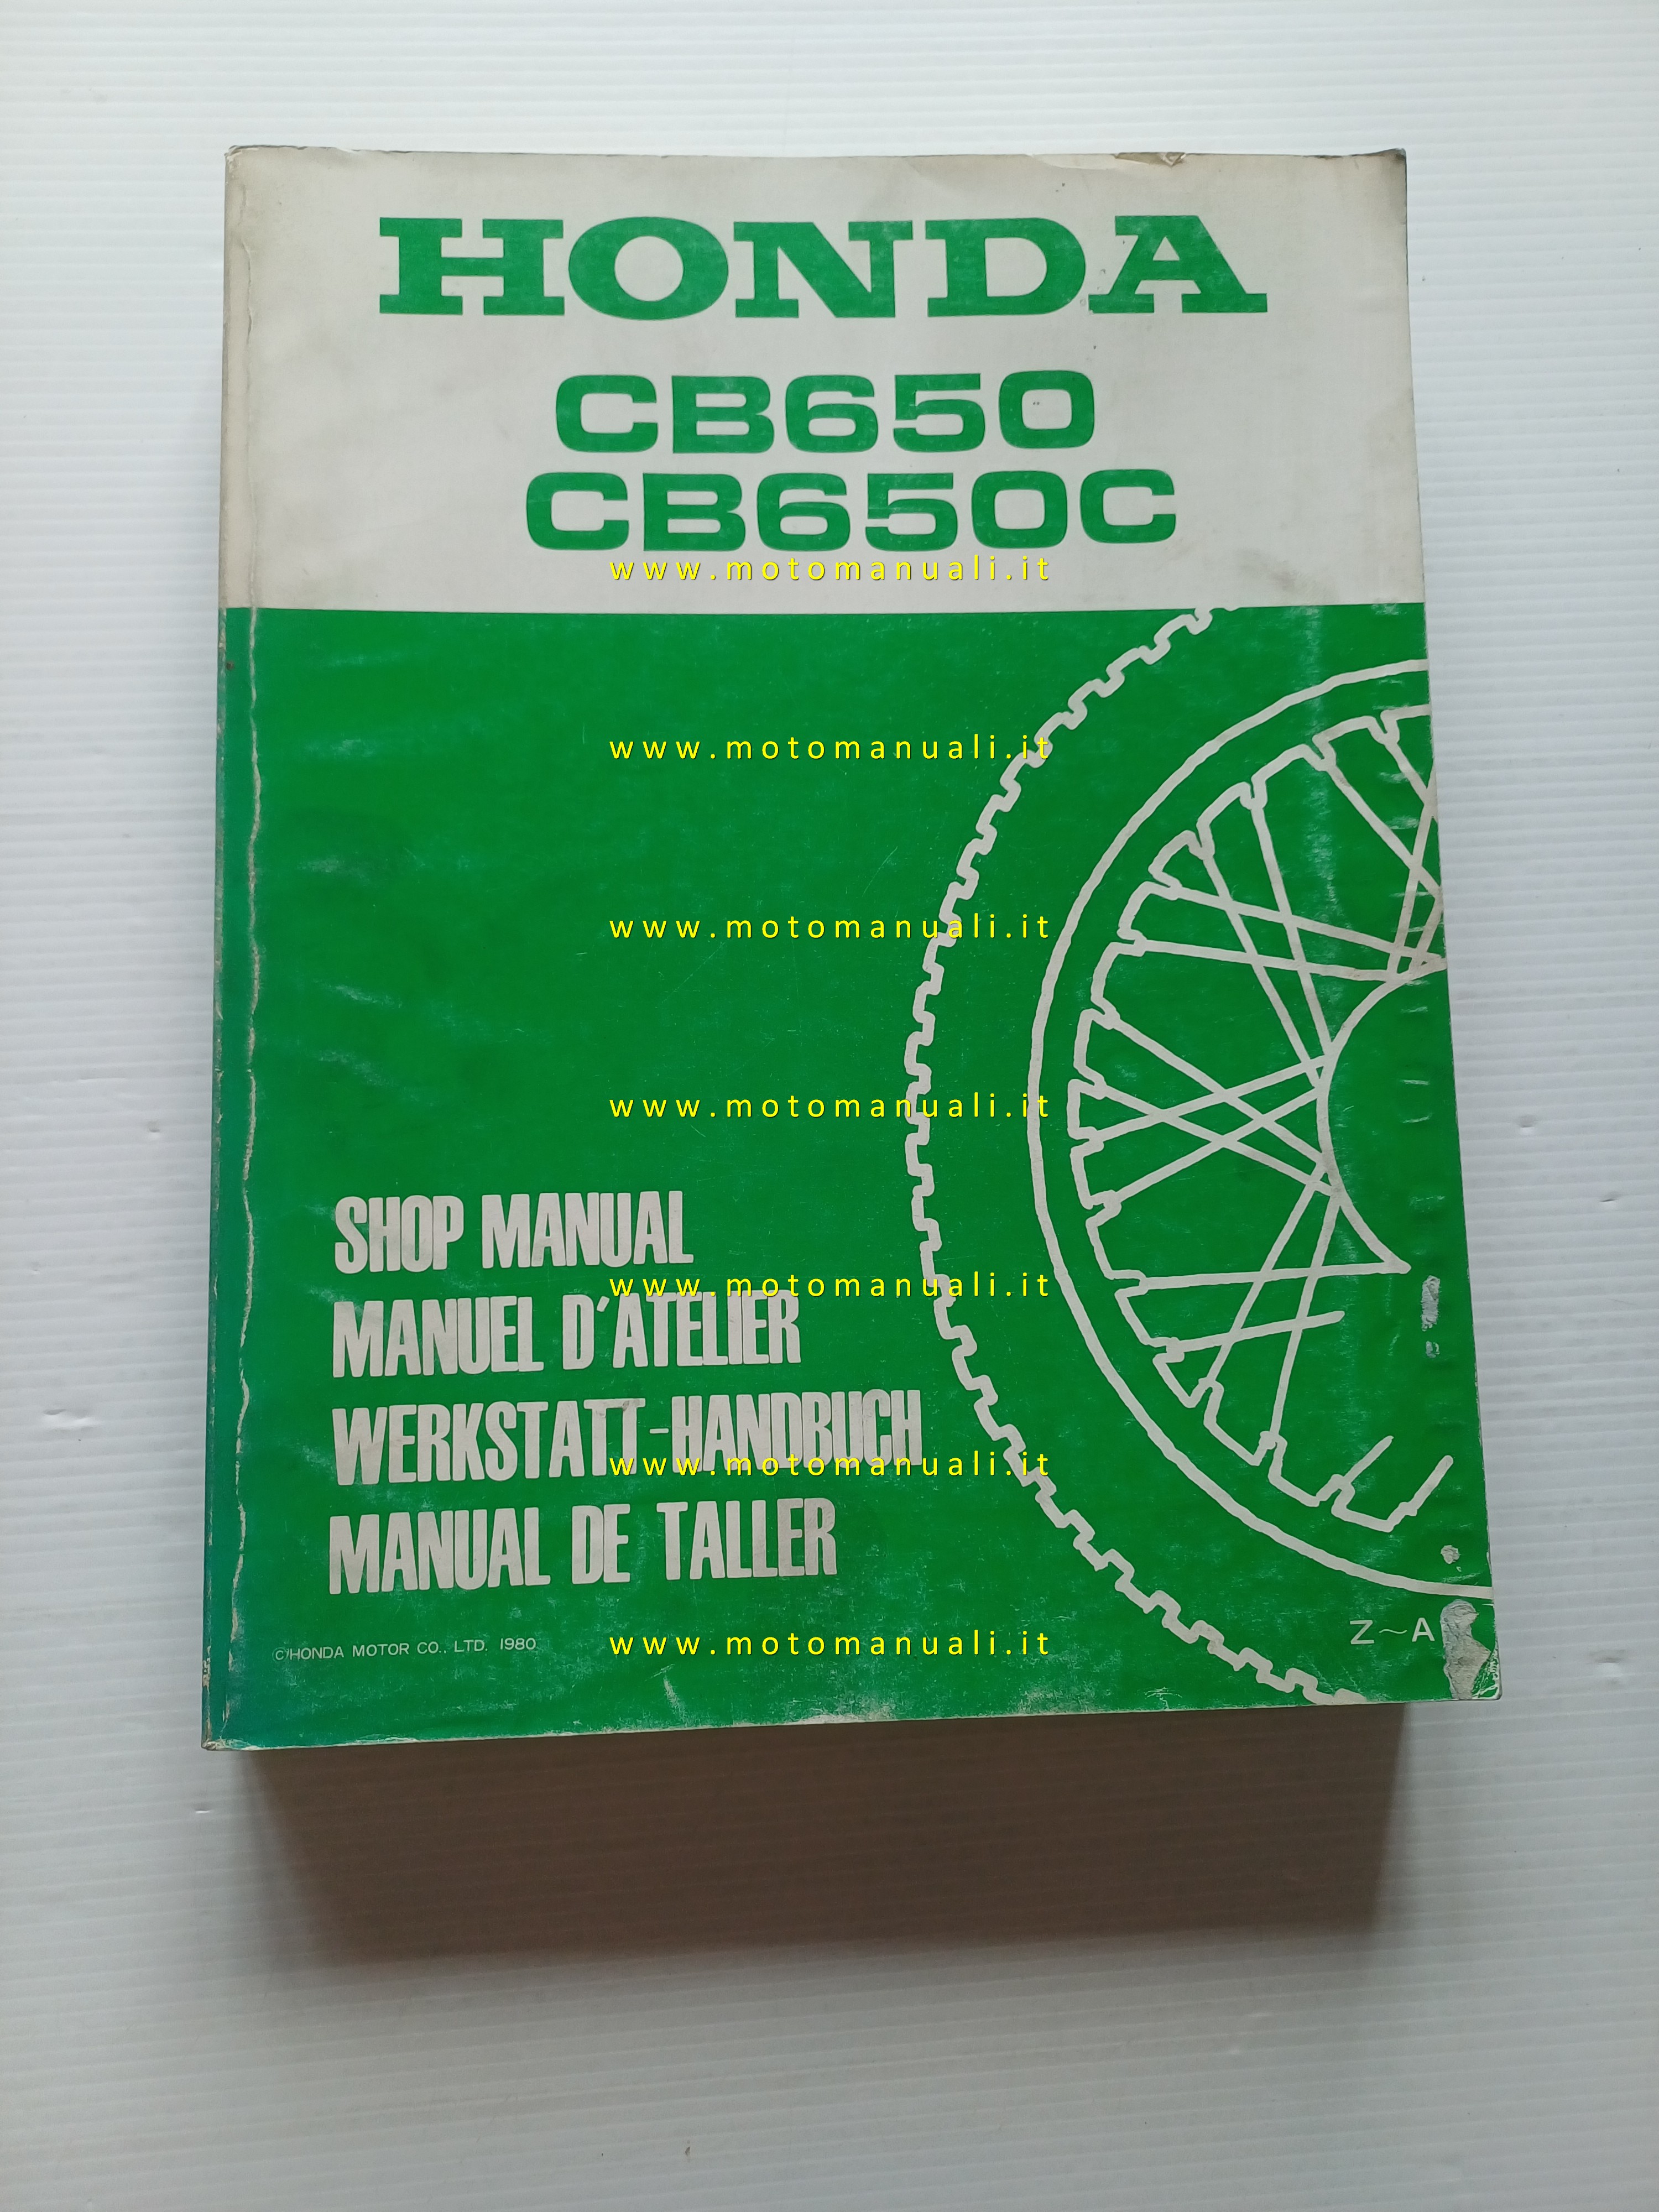 HONDA
CB650
CB650C
www.motomanuali.it
www.motomanuali.it
www.motomanuali.it
www.motomanuali.it
SHOP MANUAL
www.motomanuali.it
MANUEL D'ATELIER
WERKSTATT-HANDBUCH
www.motomanuali.it
MANUAL DE TALLER
©HONDA MOTOR CO., LTD. 1980
www.motomanuali.it
Z~A